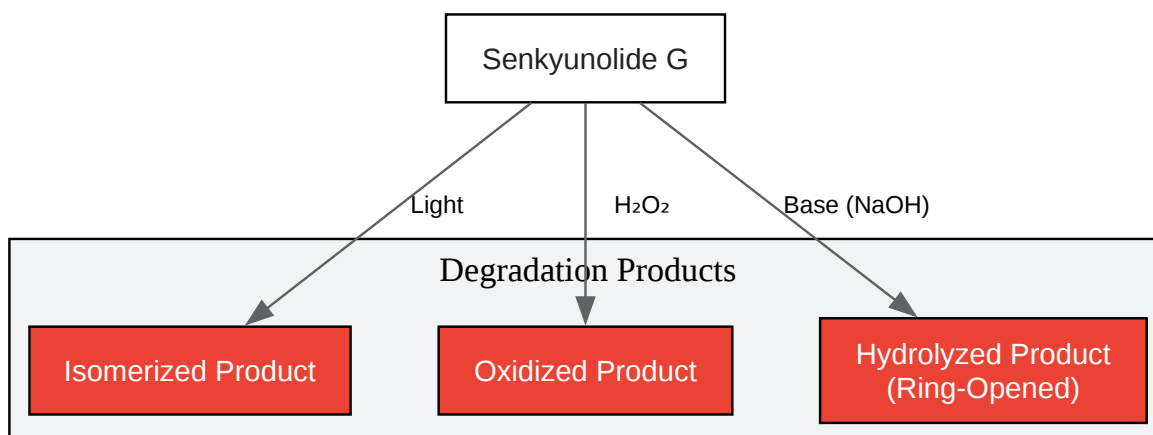 Senkyunolide G
Light
H₂O₂
Base (NaOH)
Degradation Products
Isomerized Product
Oxidized Product
Hydrolyzed Product
(Ring-Opened)